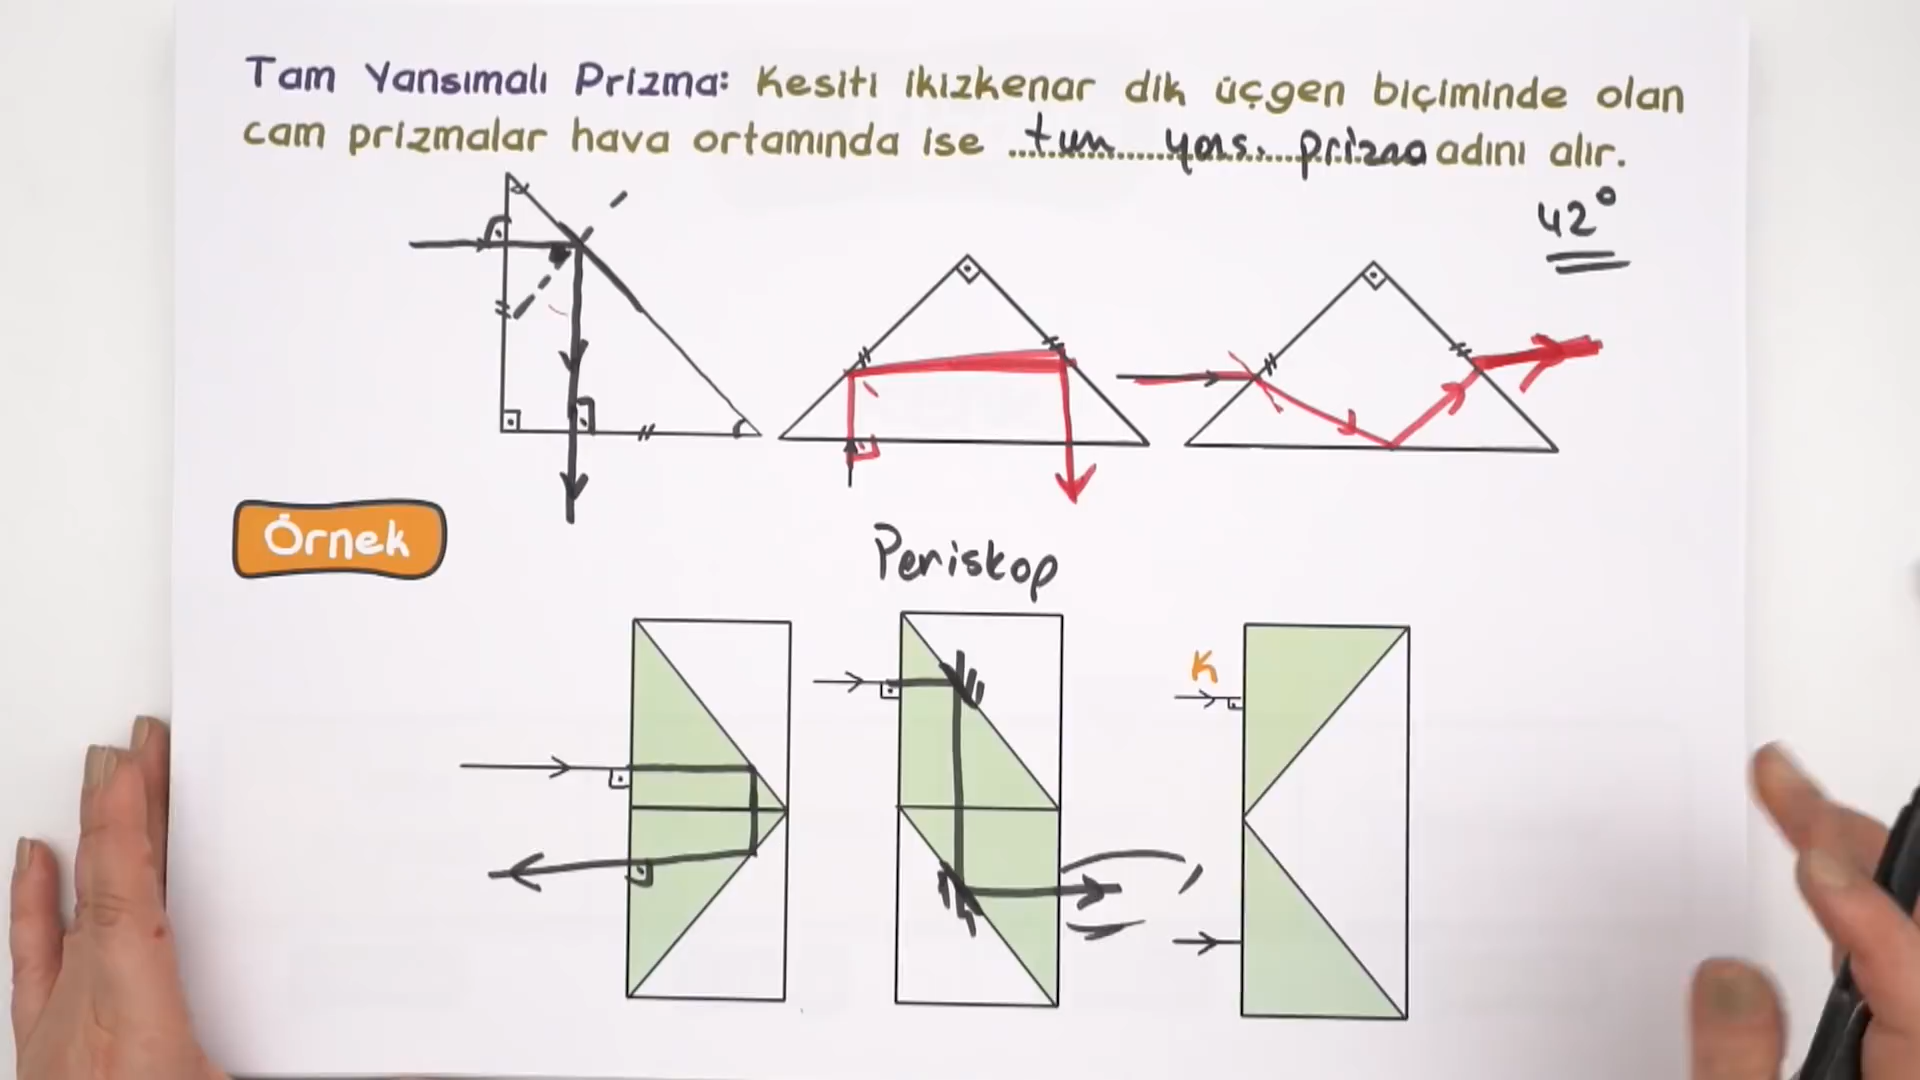 Tam Yansımalı Prizma: Kesiti ikizkenar dik üçgen biçiminde olan
cam prizmalar hava ortamında ise tam yans. prizma adını alır.
42°
Örnek
Periskop
K